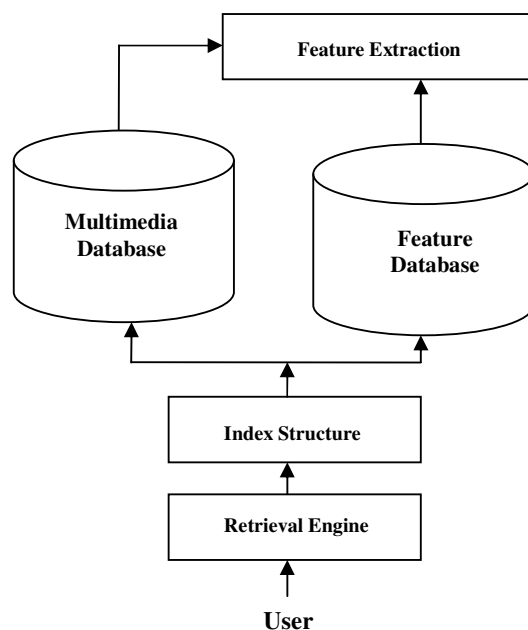 Feature Extraction
Multimedia
Database
Feature
Database
Index Structure
Retrieval Engine
User